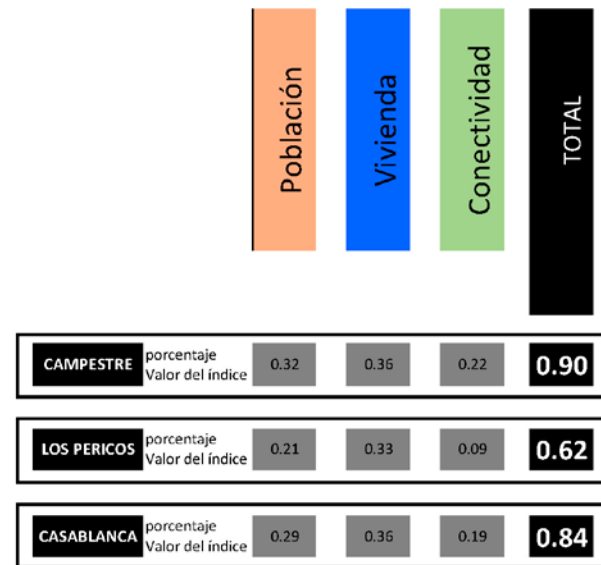 Población
Vivienda
Conectividad
TOTAL
CAMPESTRE porcentaje Valor del índice 0.32 0.36 0.22 0.90
LOS PERICOS porcentaje Valor del índice 0.21 0.33 0.09 0.62
CASABLANCA porcentaje Valor del índice 0.29 0.36 0.19 0.84